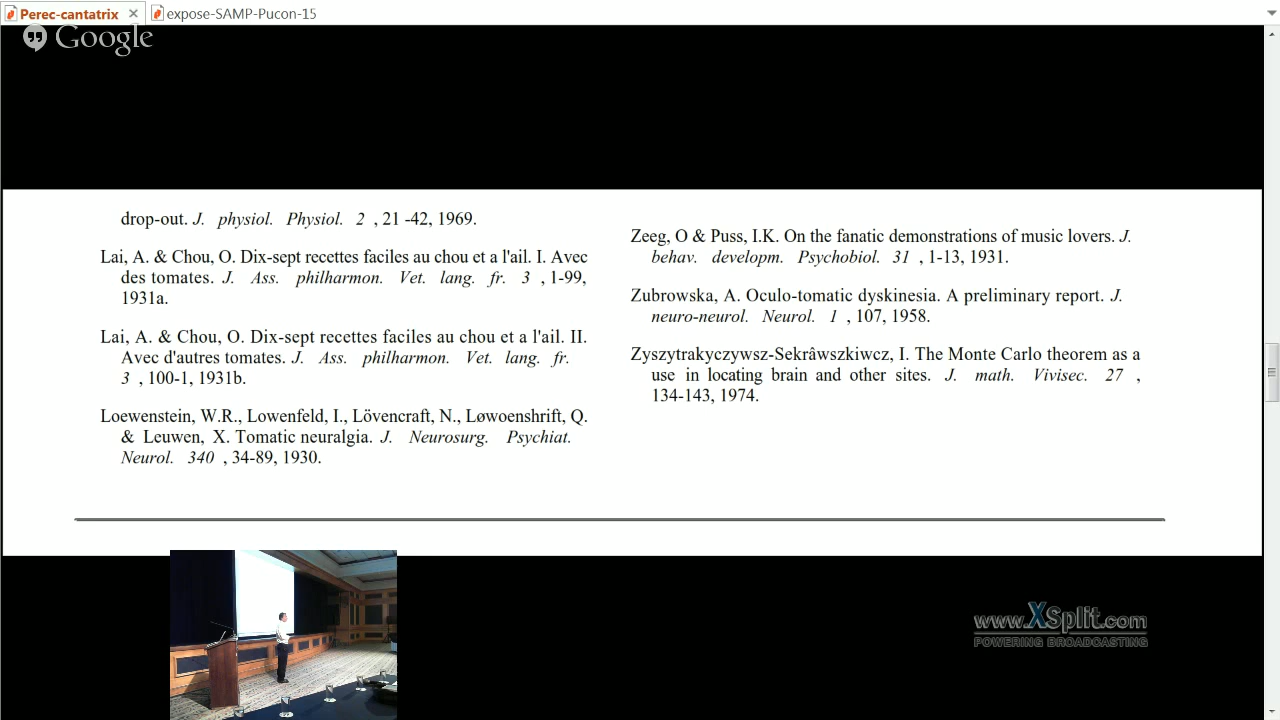 Perec-cantatrix
expose-SAMP-Pucon-15
Google
drop-out. J. physiol. Physiol. 2 , 21 -42, 1969.
Lai, A. & Chou, O. Dix-sept recettes faciles au chou et a l'ail. I. Avec
des tomates. J. Ass. philharmon. Vet. lang. fr. 3 , 1-99,
1931a.
Lai, A. & Chou, O. Dix-sept recettes faciles au chou et a l'ail. II.
Avec d'autres tomates. J. Ass. philharmon. Vet. lang. fr.
3 , 100-1, 1931b.
Loewenstein, W.R., Lowenfeld, I., Lövencraft, N., Løwoenshrift, Q.
& Leuwen, X. Tomatic neuralgia. J. Neurosurg. Psychiat.
Neurol. 340 , 34-89, 1930.
Zeeg, O & Puss, I.K. On the fanatic demonstrations of music lovers. J.
behav. developm. Psychobiol. 31 , 1-13, 1931.
Zubrowska, A. Oculo-tomatic dyskinesia. A preliminary report. J.
neuro-neurol. Neurol. 1 , 107, 1958.
Zyszytrakyczywsz-Sekrâwszkiwcz, I. The Monte Carlo theorem as a
use in locating brain and other sites. J. math. Vivisec. 27 ,
134-143, 1974.
www.XSplit.com
POWERING BROADCASTING